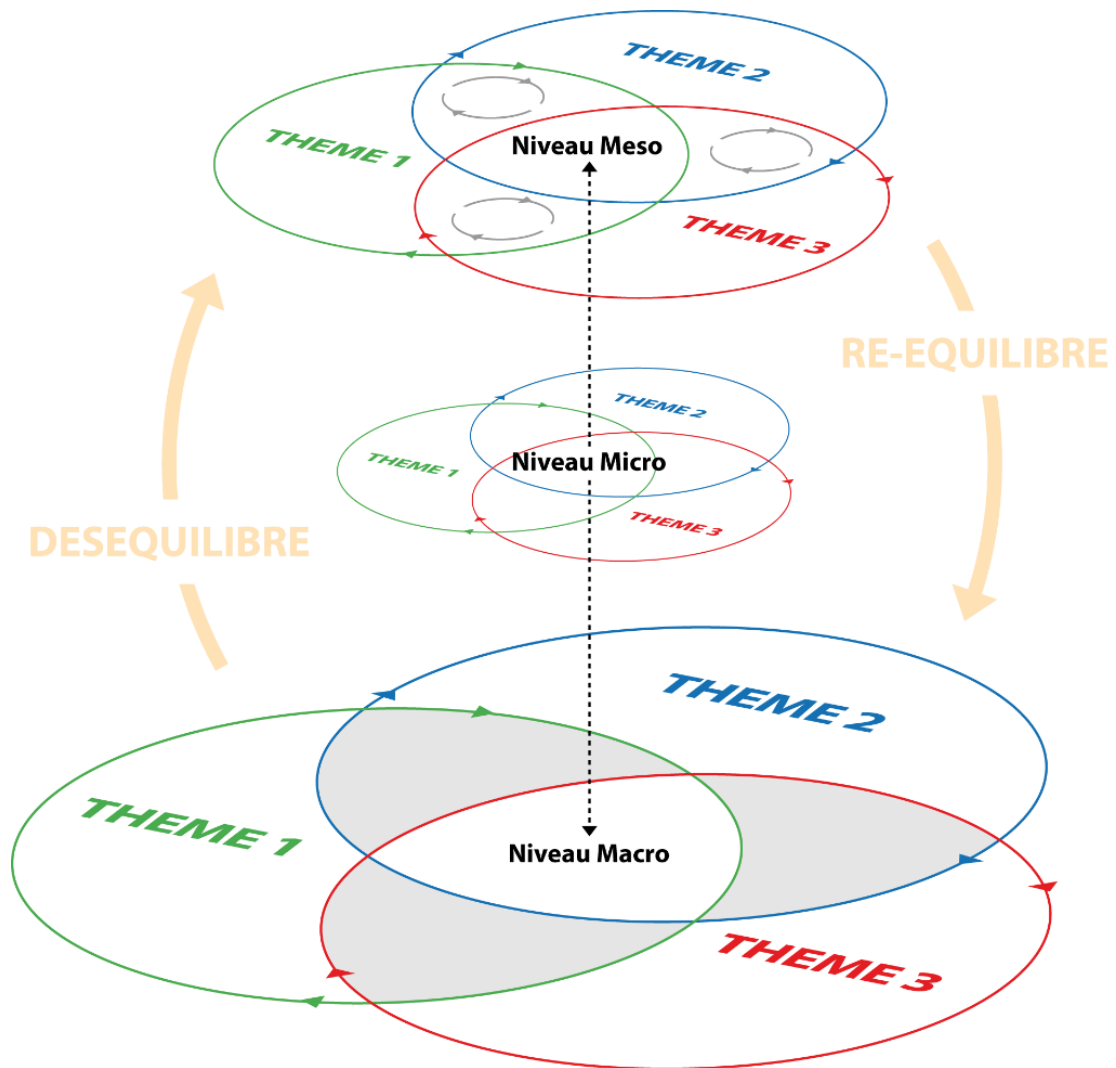 THEME 2
THEME 1
Niveau Meso
THEME 3
RE-EQUILIBRE
THEME 2
THEME 1
Niveau Micro
THEME 3
DESEQUILIBRE
THEME 2
THEME 1
Niveau Macro
THEME 3